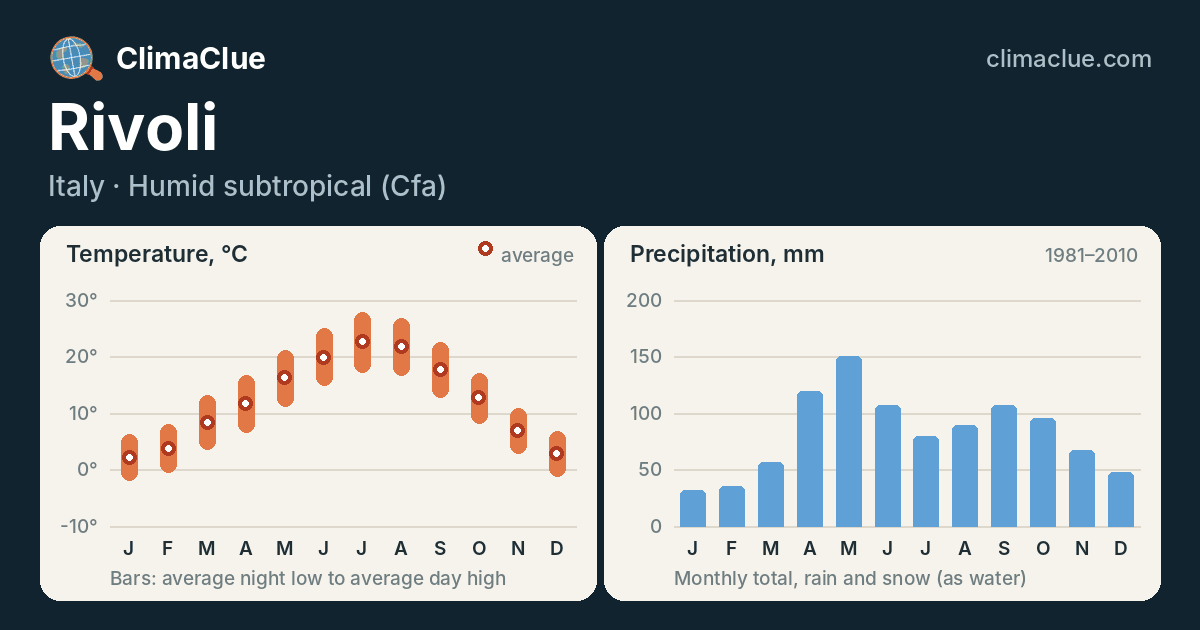 ClimaClue
climaclue.com
Rivoli
Italy · Humid subtropical (Cfa)
Temperature, °C
average
30°
20°
10°
0°
-10°
J F M A M J J A S O N D
Bars: average night low to average day high
Precipitation, mm
1981–2010
200
150
100
50
0
J F M A M J J A S O N D
Monthly total, rain and snow (as water)